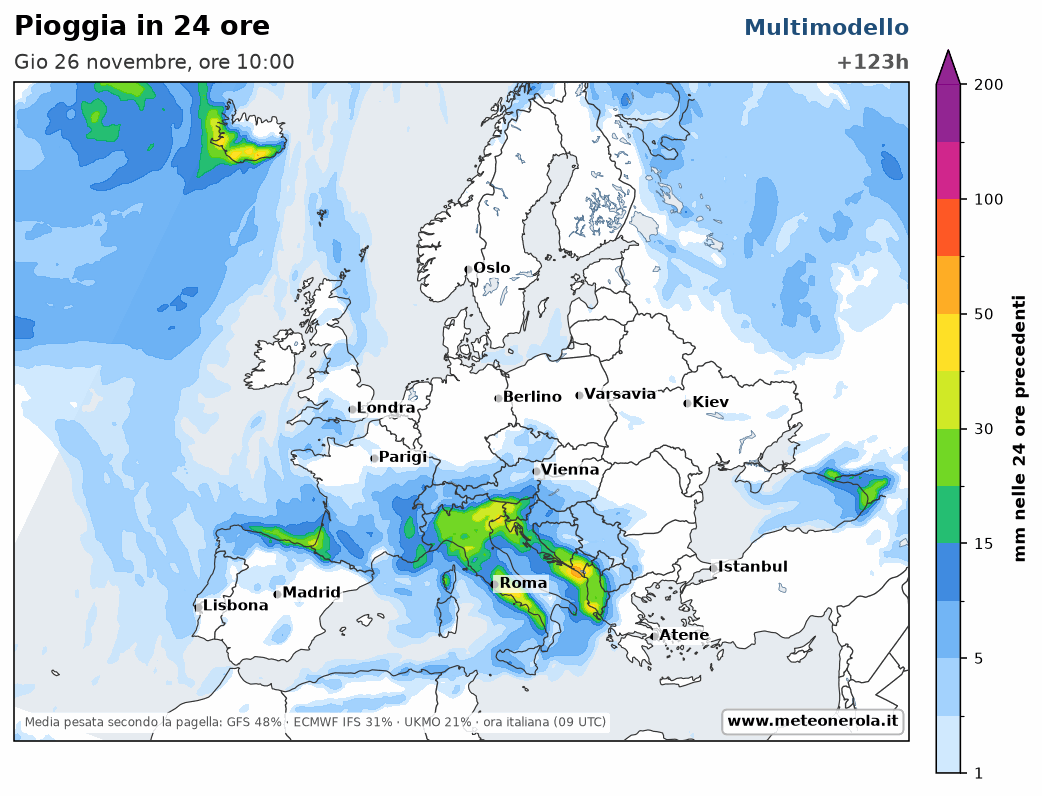 Pioggia in 24 ore
Multimodello
Gio 26 novembre, ore 10:00
+123h
200
100
50
30
15
5
1
mm nelle 24 ore precedenti
Oslo
Berlino
Varsavia
Kiev
Londra
Parigi
Vienna
Istanbul
Roma
Madrid
Lisbona
Atene
Media pesata secondo la pagella: GFS 48% · ECMWF IFS 31% · UKMO 21% · ora italiana (09 UTC)
www.meteonerola.it